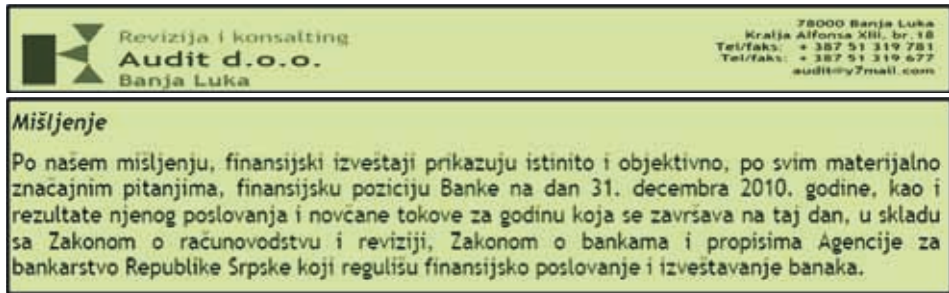 Revizija i konsalting
Audit d.o.o.
Banja Luka
78000 Banja Luka
Kralja Alfonsa XIII, br.18
Tel/faks: + 387 51 319 781
Tel/faks: + 387 51 319 677
audit@y7mail.com
Mišljenje
Po našem mišljenju, finansijski izveštaji prikazuju istinito i objektivno, po svim materijalno
značajnim pitanjima, finansijsku poziciju Banke na dan 31. decembra 2010. godine, kao i
rezultate njenog poslovanja i novčane tokove za godinu koja se završava na taj dan, u skladu
sa Zakonom o računovodstvu i reviziji, Zakonom o bankama i propisima Agencije za
bankarstvo Republike Srpske koji regulišu finansijsko poslovanje i izveštavanje banaka.